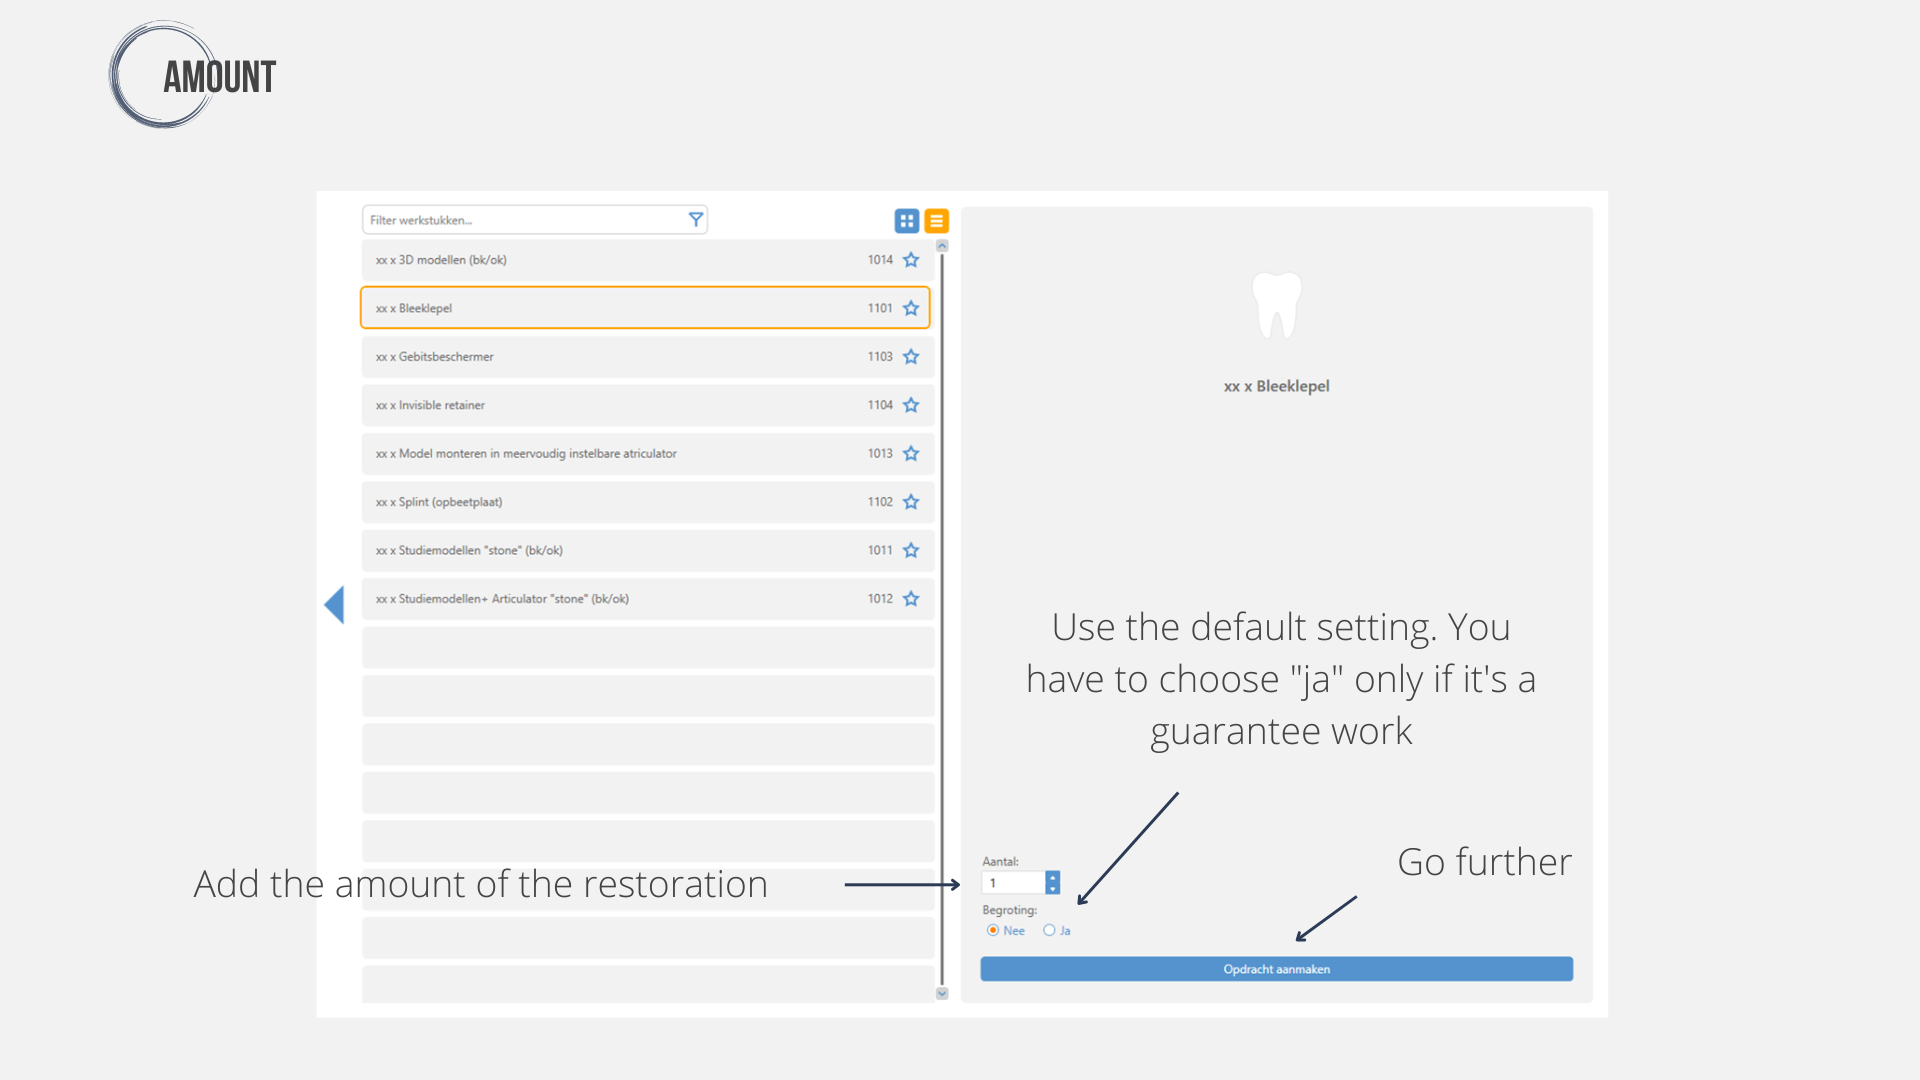 AMOUNT
Filter werkstukken...
xx x 3D modellen (bk/ok) 1014
xx x Bleeklepel 1101
xx x Gebitsbeschermer 1103
xx x Invisible retainer 1104
xx x Model monteren in meervoudig instelbare atriculator 1013
xx x Splint (opbeetplaat) 1102
xx x Studiemodellen "stone" (bk/ok) 1011
xx x Studiemodellen+ Articulator "stone" (bk/ok) 1012
xx x Bleeklepel
Use the default setting. You
have to choose "ja" only if it's a
guarantee work
Add the amount of the restoration
Go further
Aantal:
1
Begroting:
Nee Ja
Opdracht aanmaken